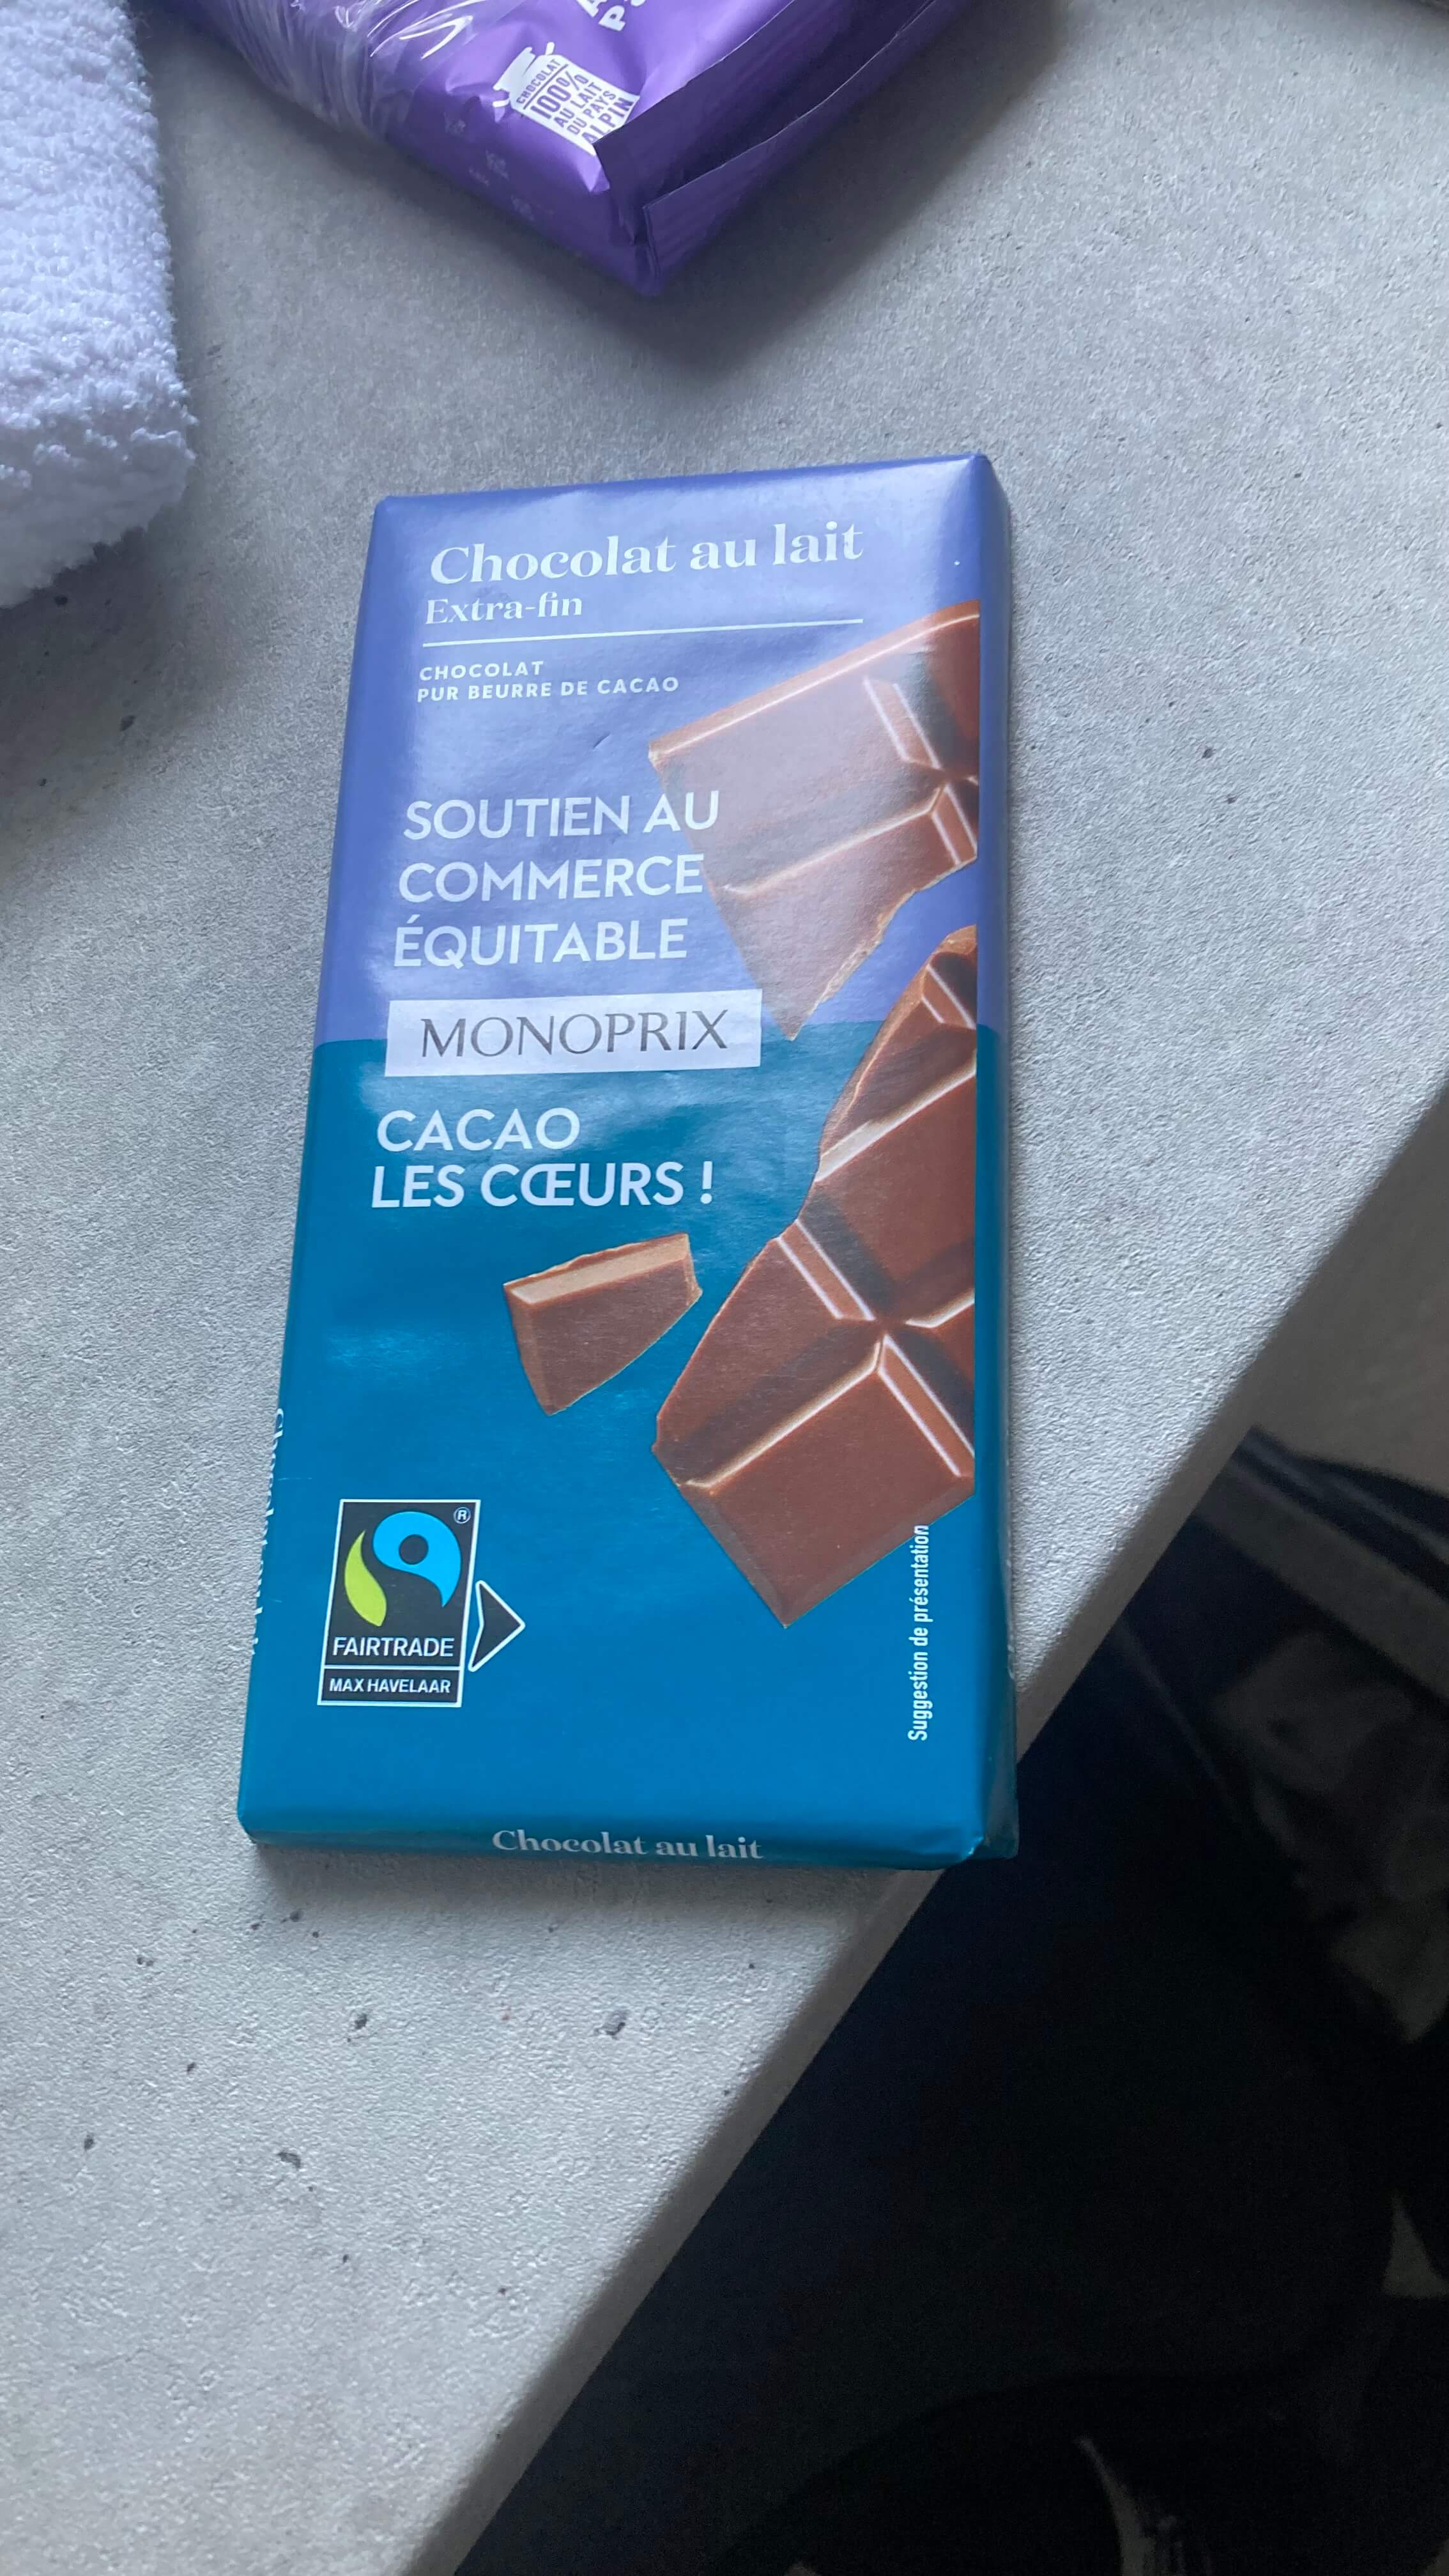 CHOCOLAT
100%
AU LAIT
DU PAYS
ALPIN
Chocolat au lait
Extra-fin
CHOCOLAT
PUR BEURRE DE CACAO
SOUTIEN AU
COMMERCE
ÉQUITABLE
MONOPRIX
CACAO
LES CŒURS !
®
FAIRTRADE
MAX HAVELAAR
Suggestion de présentation
Chocolat au lait